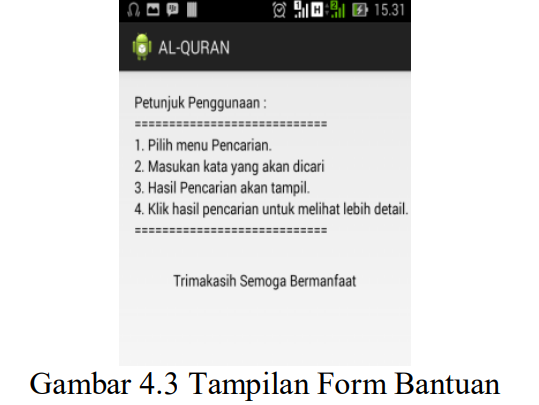 15.31
AL-QURAN
Petunjuk Penggunaan :
============================
1. Pilih menu Pencarian.
2. Masukan kata yang akan dicari
3. Hasil Pencarian akan tampil.
4. Klik hasil pencarian untuk melihat lebih detail.
============================
Trimakasih Semoga Bermanfaat
Gambar 4.3 Tampilan Form Bantuan